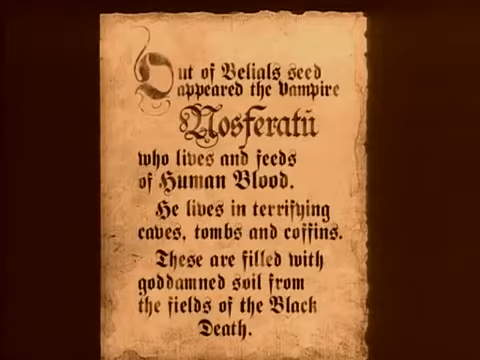 Out of Belials seed
appeared the Vampire
Nosferatu
who lives and feeds
of Human Blood.
He lives in terrifying
caves, tombs and coffins.
These are filled with
goddamned soil from
the fields of the Black
Death.